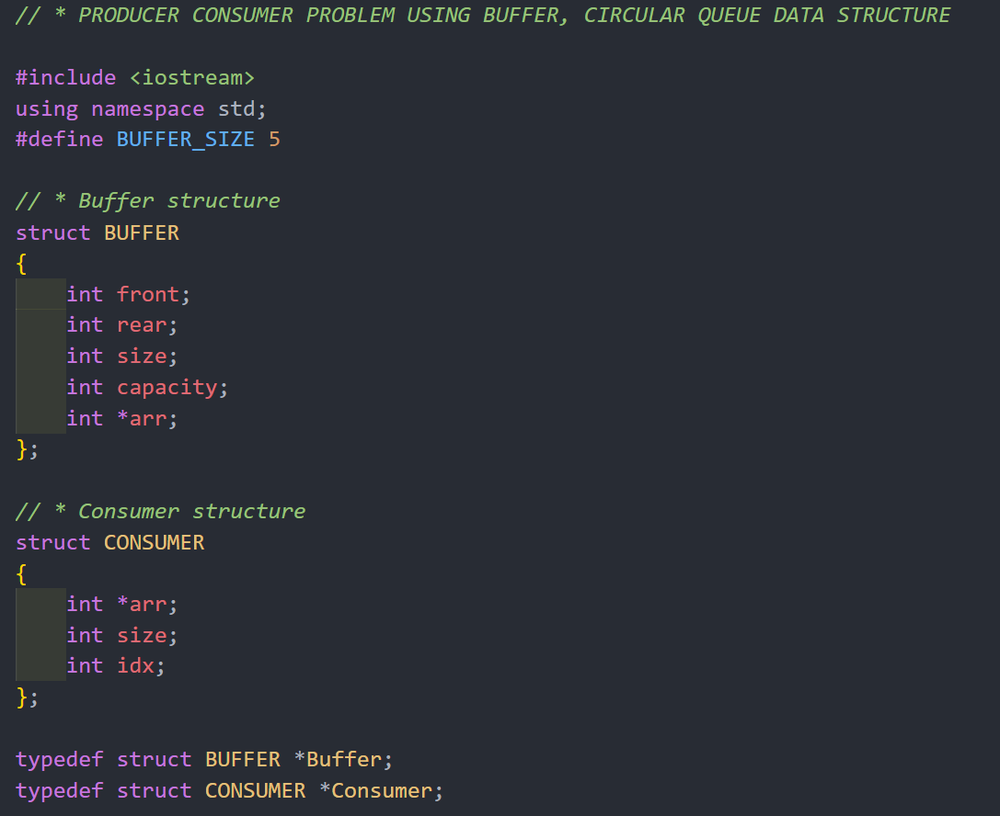 // * PRODUCER CONSUMER PROBLEM USING BUFFER, CIRCULAR QUEUE DATA STRUCTURE
#include <iostream>
using namespace std;
#define BUFFER_SIZE 5
// * Buffer structure
struct BUFFER
{
    int front;
    int rear;
    int size;
    int capacity;
    int *arr;
};
// * Consumer structure
struct CONSUMER
{
    int *arr;
    int size;
    int idx;
};
typedef struct BUFFER *Buffer;
typedef struct CONSUMER *Consumer;